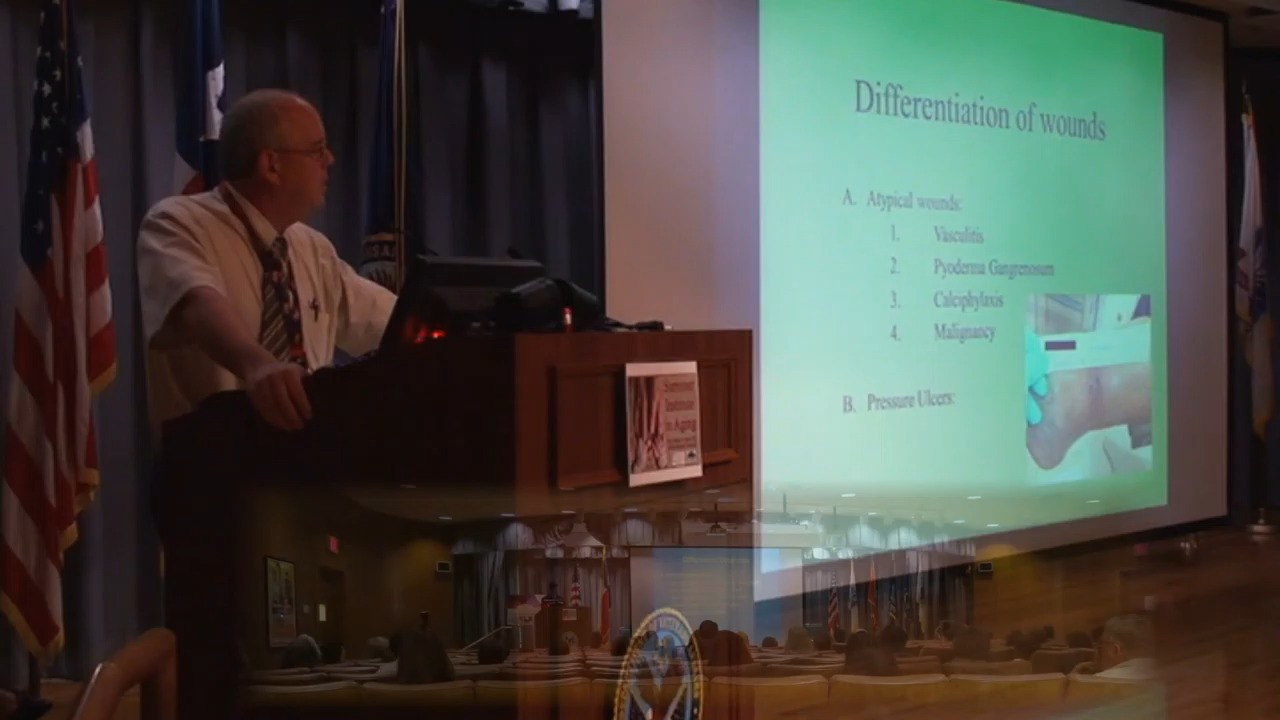 Differentiation of wounds
A. Atypical wounds:
1. Vasculitis
2. Pyoderma Gangrenosum
3. Calciphylaxis
4. Malignancy
B. Pressure Ulcers:
Summer
Institute
in Aging